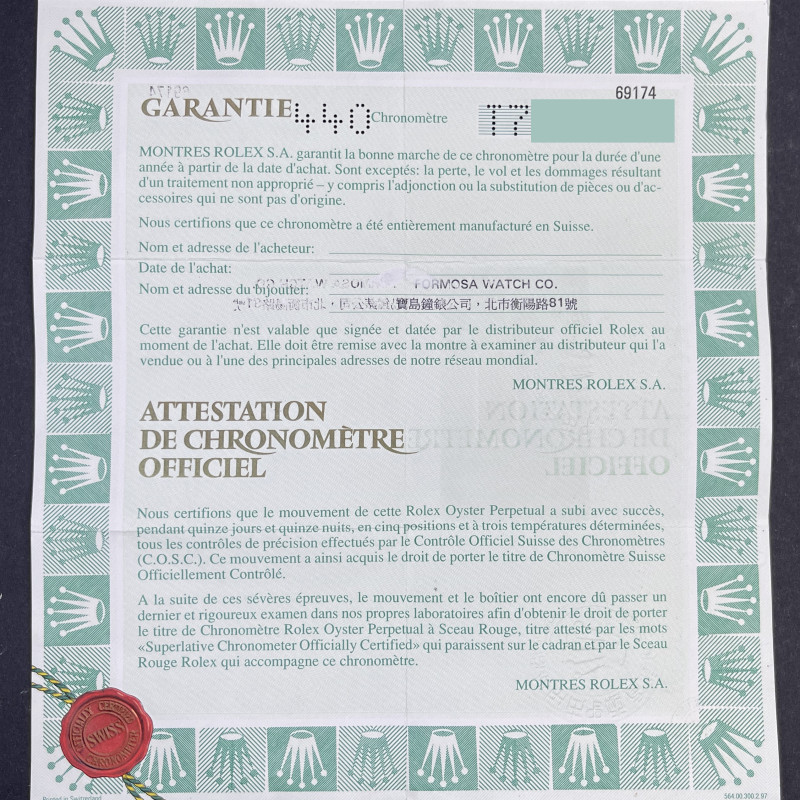 69174
GARANTIE 440 Chronomètre T7
MONTRES ROLEX S.A. garantit la bonne marche de ce chronomètre pour la durée d'une
année à partir de la date d'achat. Sont exceptés: la perte, le vol et les dommages résultant
d'un traitement non approprié – y compris l'adjonction ou la substitution de pièces ou d'ac-
cessoires qui ne sont pas d'origine.
Nous certifions que ce chronomètre a été entièrement manufacturé en Suisse.
Nom et adresse de l'acheteur:
Date de l'achat:
Nom et adresse du bijoutier: FORMOSA WATCH CO.
寶島鐘錶公司，北市衡陽路81號
Cette garantie n'est valable que signée et datée par le distributeur officiel Rolex au
moment de l'achat. Elle doit être remise avec la montre à examiner au distributeur qui l'a
vendue ou à l'une des principales adresses de notre réseau mondial.
MONTRES ROLEX S.A.
ATTESTATION
DE CHRONOMÈTRE
OFFICIEL
Nous certifions que le mouvement de cette Rolex Oyster Perpetual a subi avec succès,
pendant quinze jours et quinze nuits, en cinq positions et à trois températures déterminées,
tous les contrôles de précision effectués par le Contrôle Officiel Suisse des Chronomètres
(C.O.S.C.). Ce mouvement a ainsi acquis le droit de porter le titre de Chronomètre Suisse
Officiellement Contrôlé.
A la suite de ces sévères épreuves, le mouvement et le boîtier ont encore dû passer un
dernier et rigoureux examen dans nos propres laboratoires afin d'obtenir le droit de porter
le titre de Chronomètre Rolex Oyster Perpetual à Sceau Rouge, titre attesté par les mots
«Superlative Chronometer Officially Certified» qui paraissent sur le cadran et par le Sceau
Rouge Rolex qui accompagne ce chronomètre.
MONTRES ROLEX S.A.
OFFICIALLY CERTIFIED
SWISS
CHRONOMETER
Printed in Switzerland
564.00.300.2.97